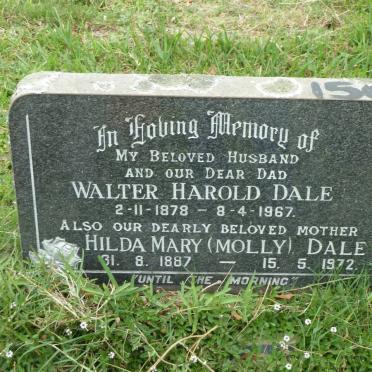 In Loving Memory of
MY BELOVED HUSBAND
AND OUR DEAR DAD
WALTER HAROLD DALE
2-11-1878 – 8-4-1967.
ALSO OUR DEARLY BELOVED MOTHER
HILDA MARY (MOLLY) DALE
31. 8. 1887 — 15. 5. 1972.
"UNTIL THE MORNING"